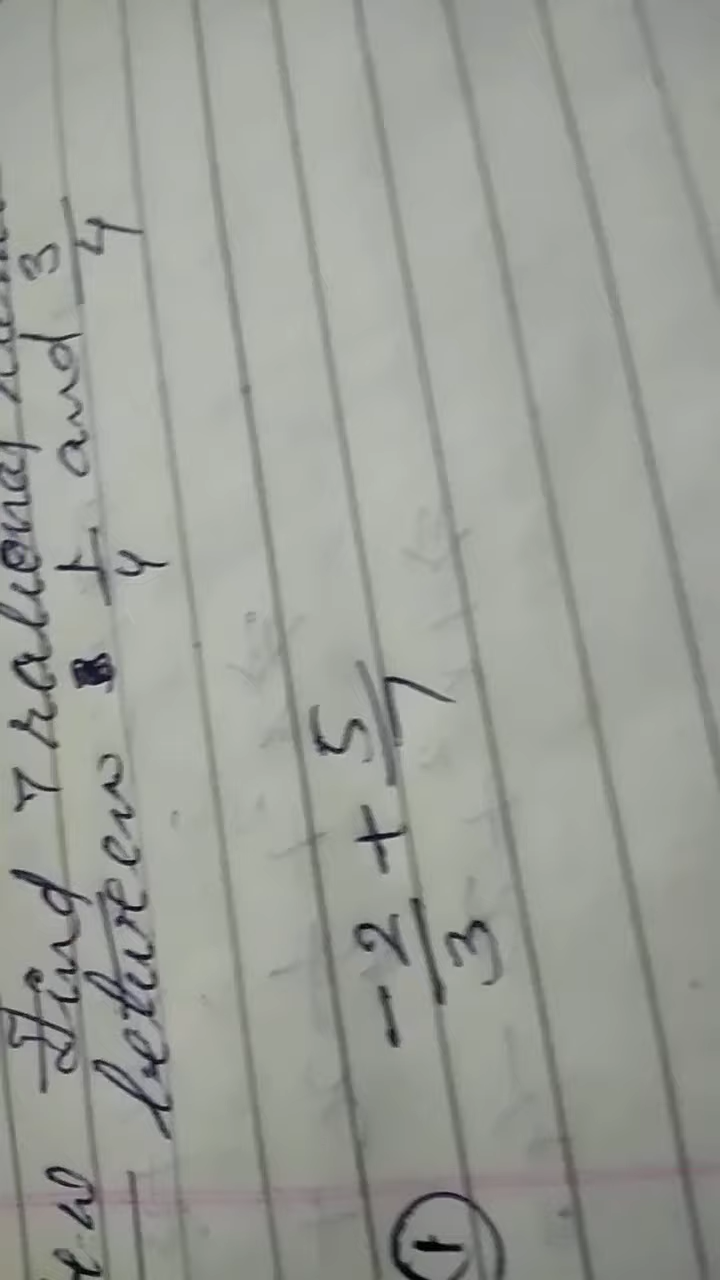 Find 7 rational
between 1/4 and 3/4
① -2/3 + 5/7